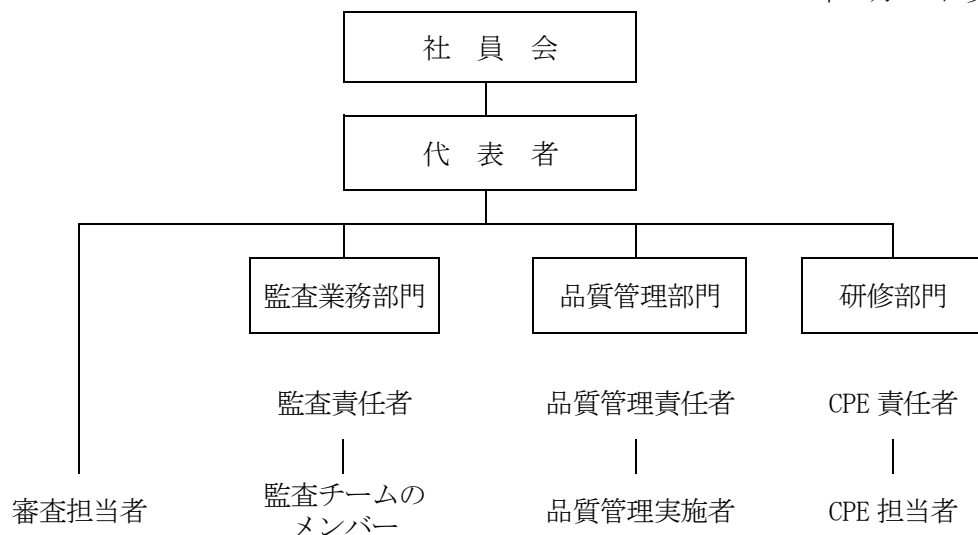 社　員　会
代　表　者
監査業務部門
品質管理部門
研修部門
監査責任者
品質管理責任者
CPE 責任者
審査担当者
監査チームの
メンバー
品質管理実施者
CPE 担当者